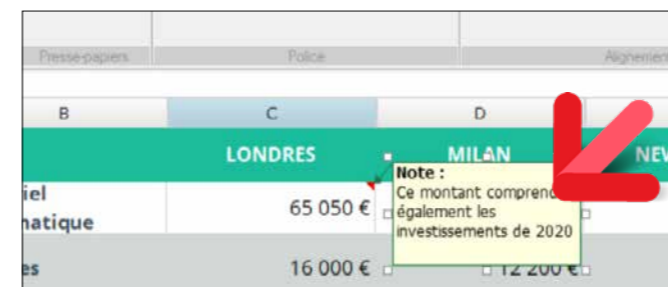 Presse-papiers Police Alignement
B C D
LONDRES MILAN NEW
Note :
Ce montant comprend
également les
investissements de 2020
iel
natique
65 050 €
es 16 000 € 12 200 €